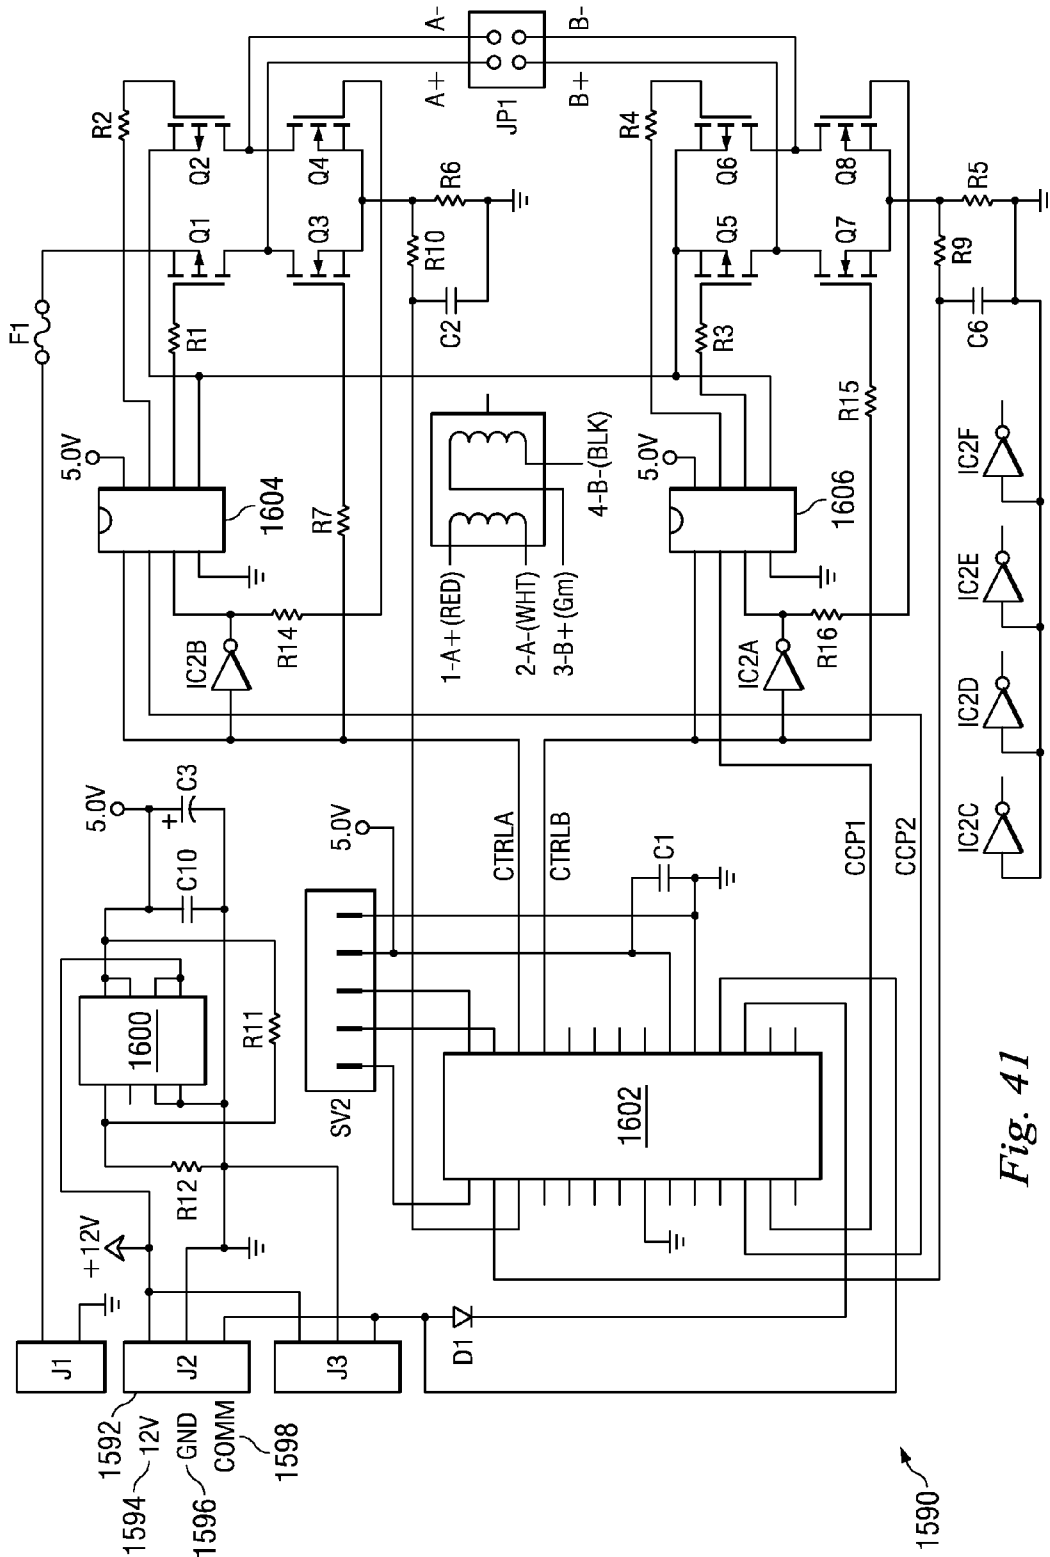 J1
J2
J3
1592
1594
12V
1596
GND
COMM
1598
+12V
R12
1600
R11
C10
C3
+
5.0V
F1
D1
SV2
5.0V
1602
C1
CTRLA
CTRLB
CCP1
CCP2
IC2B
R14
5.0V
1604
R7
R1
R2
Q1
Q2
Q3
Q4
R10
R6
C2
A-
A+
JP1
B+
B-
1-A+(RED)
2-A-(WHT)
3-B+(Gm)
4-B-(BLK)
IC2A
R16
5.0V
1606
R15
R3
R4
Q5
Q6
Q7
Q8
R9
R5
C6
IC2C
IC2D
IC2E
IC2F
1590
Fig. 41